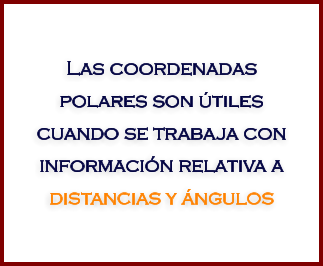 Las coordenadas
polares son útiles
cuando se trabaja con
información relativa a
distancias y ángulos